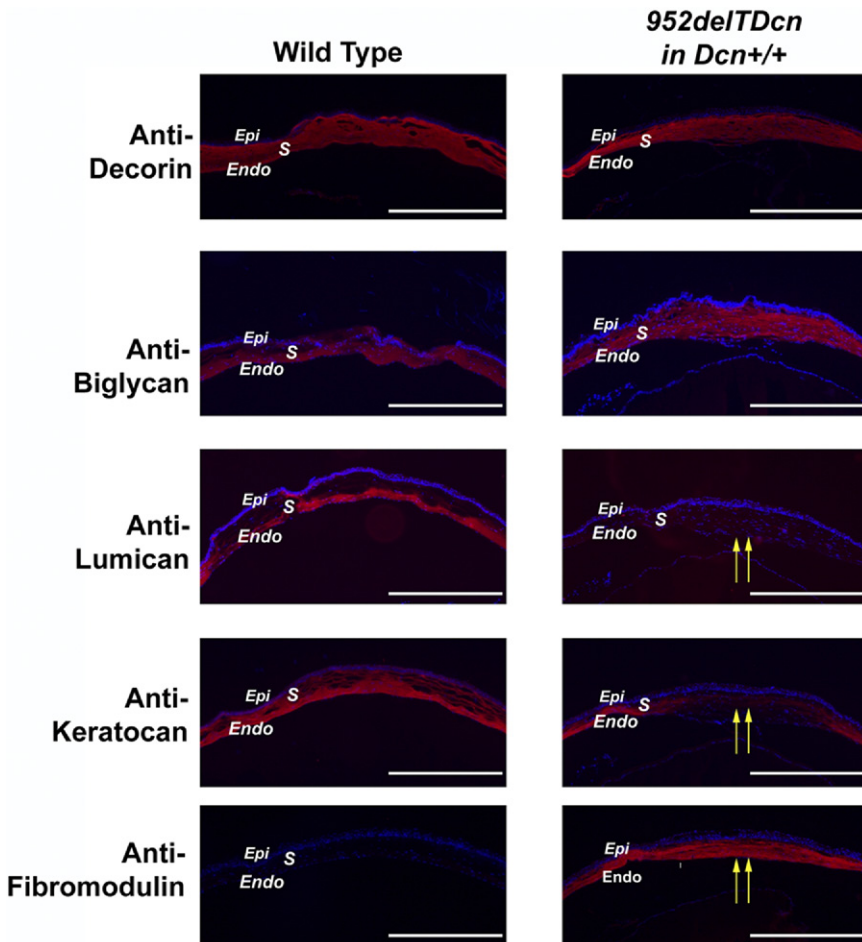 Wild Type
952delTDcn
in Dcn+/+
Anti-
Decorin
Epi
S
Endo
Epi
S
Endo
Anti-
Biglycan
Epi
S
Endo
Epi
S
Endo
Anti-
Lumican
Epi
S
Endo
Epi
S
Endo
Anti-
Keratocan
Epi
S
Endo
Epi
S
Endo
Anti-
Fibromodulin
Epi
S
Endo
Epi
Endo